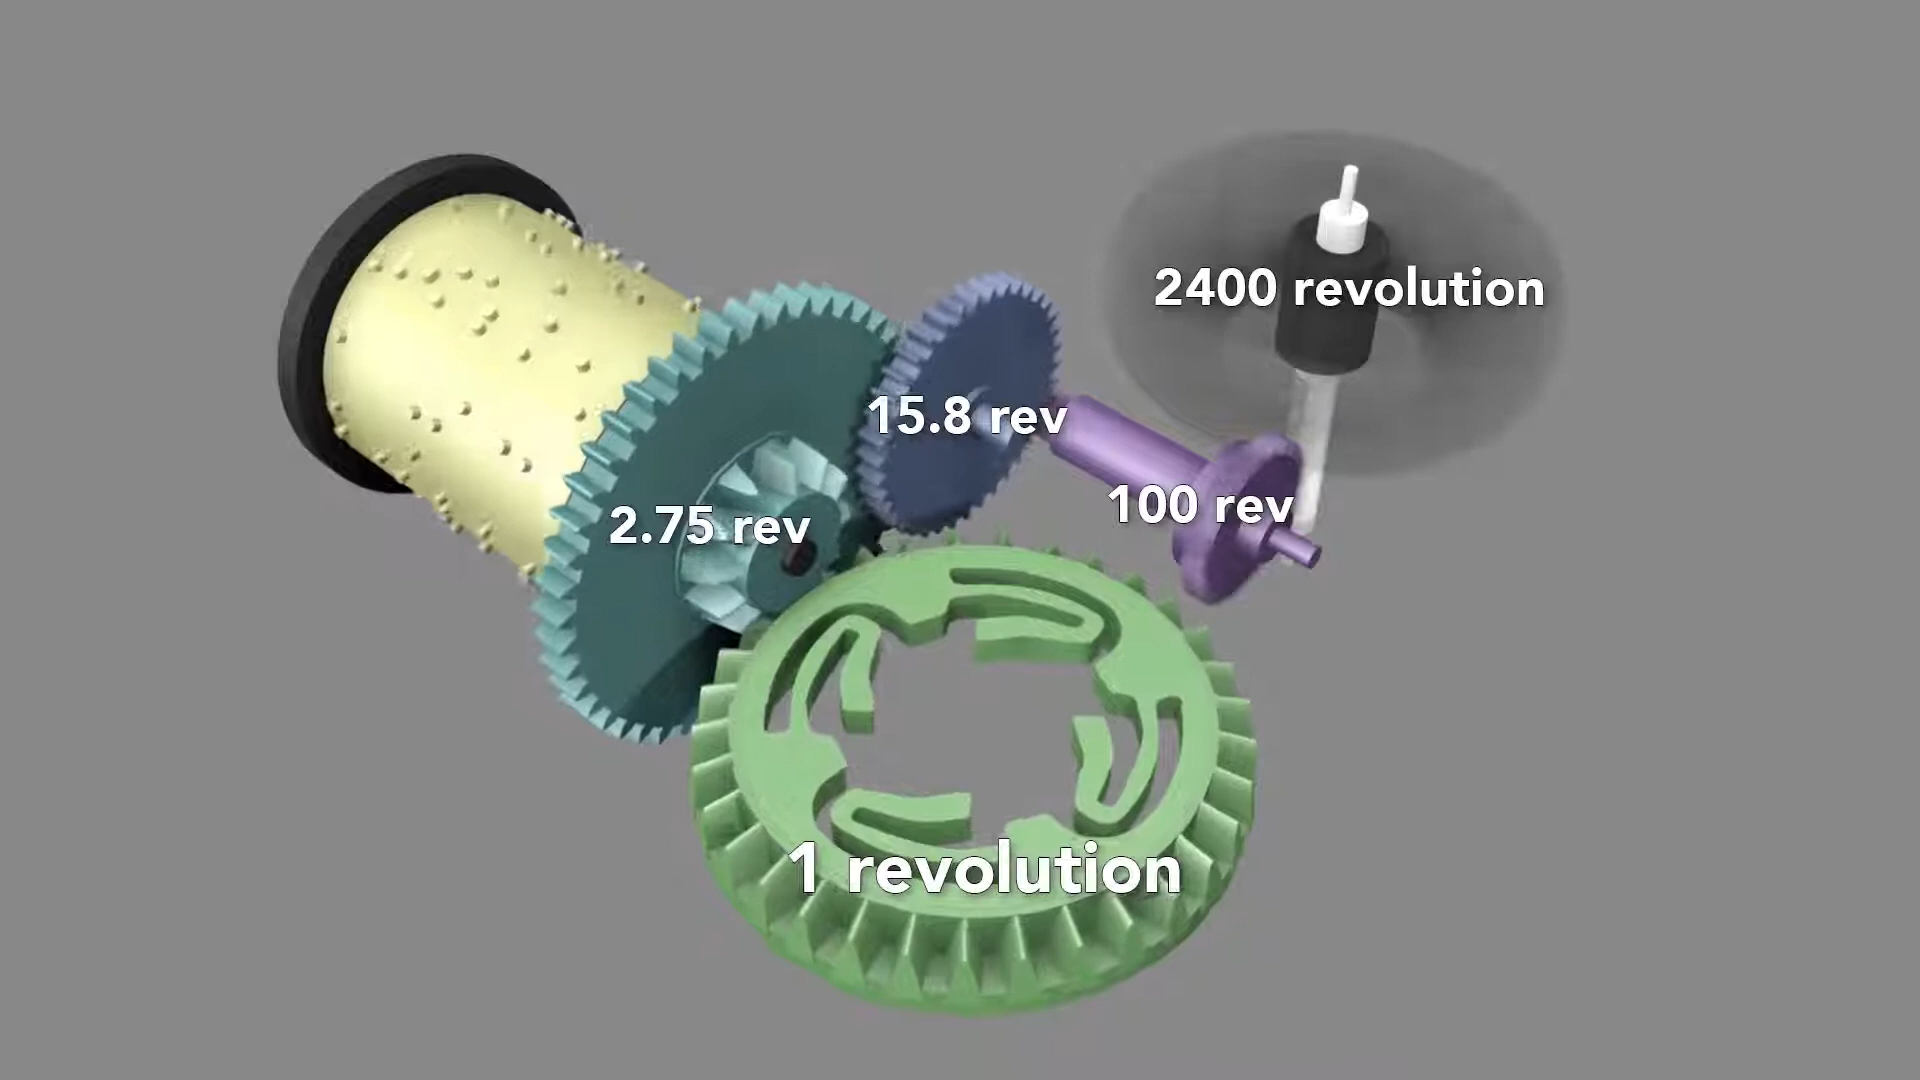 2400 revolution
15.8 rev
100 rev
2.75 rev
1 revolution